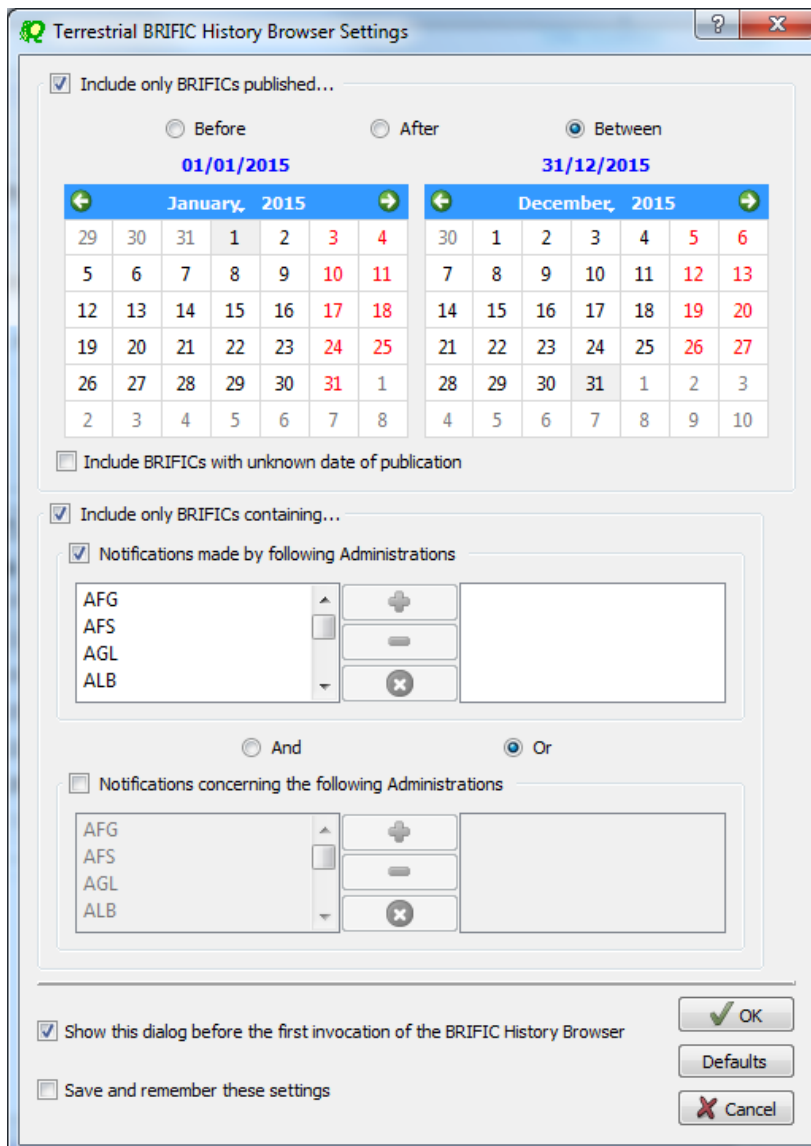 Terrestrial BRIFIC History Browser Settings
Include only BRIFICs published...
Before After Between
01/01/2015 31/12/2015
January, 2015 December, 2015
29 30 31 1 2 3 4 30 1 2 3 4 5 6
5 6 7 8 9 10 11 7 8 9 10 11 12 13
12 13 14 15 16 17 18 14 15 16 17 18 19 20
19 20 21 22 23 24 25 21 22 23 24 25 26 27
26 27 28 29 30 31 1 28 29 30 31 1 2 3
2 3 4 5 6 7 8 4 5 6 7 8 9 10
Include BRIFICs with unknown date of publication
Include only BRIFICs containing...
Notifications made by following Administrations
AFG
AFS
AGL
ALB
And Or
Notifications concerning the following Administrations
AFG
AFS
AGL
ALB
Show this dialog before the first invocation of the BRIFIC History Browser
Save and remember these settings
OK
Defaults
Cancel